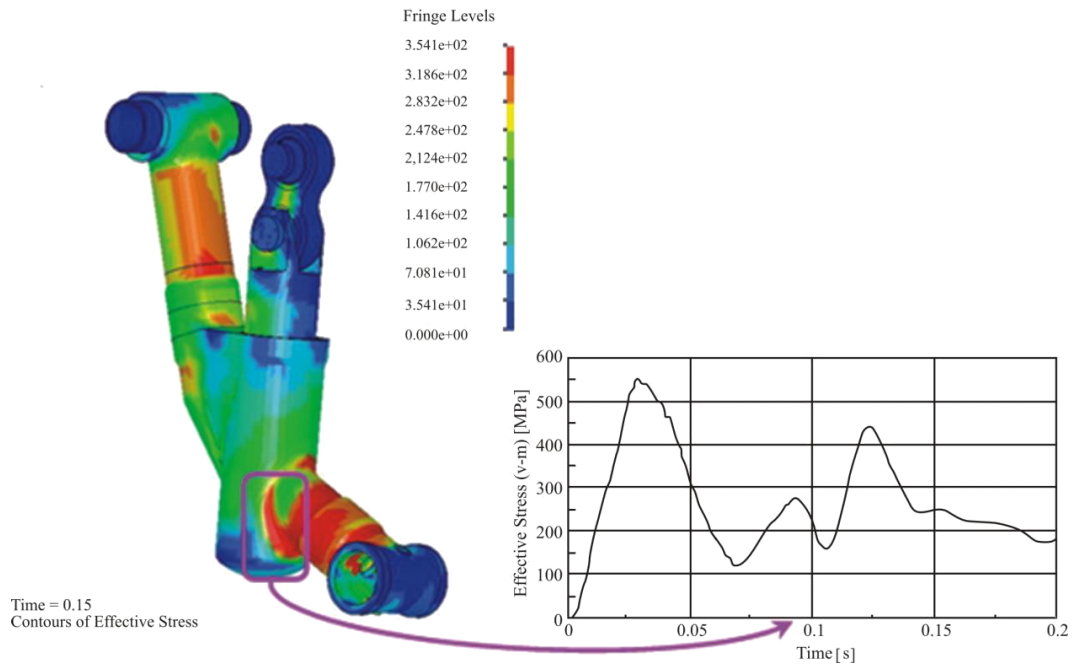 Fringe Levels
3.541e+02
3.186e+02
2.832e+02
2.478e+02
2,124e+02
1.770e+02
1.416e+02
1.062e+02
7.081e+01
3.541e+01
0.000e+00
Time = 0.15
Contours of Effective Stress
600
500
400
300
200
100
0
Effective Stress (v-m) [MPa]
0 0.05 0.1 0.15 0.2
Time [s]